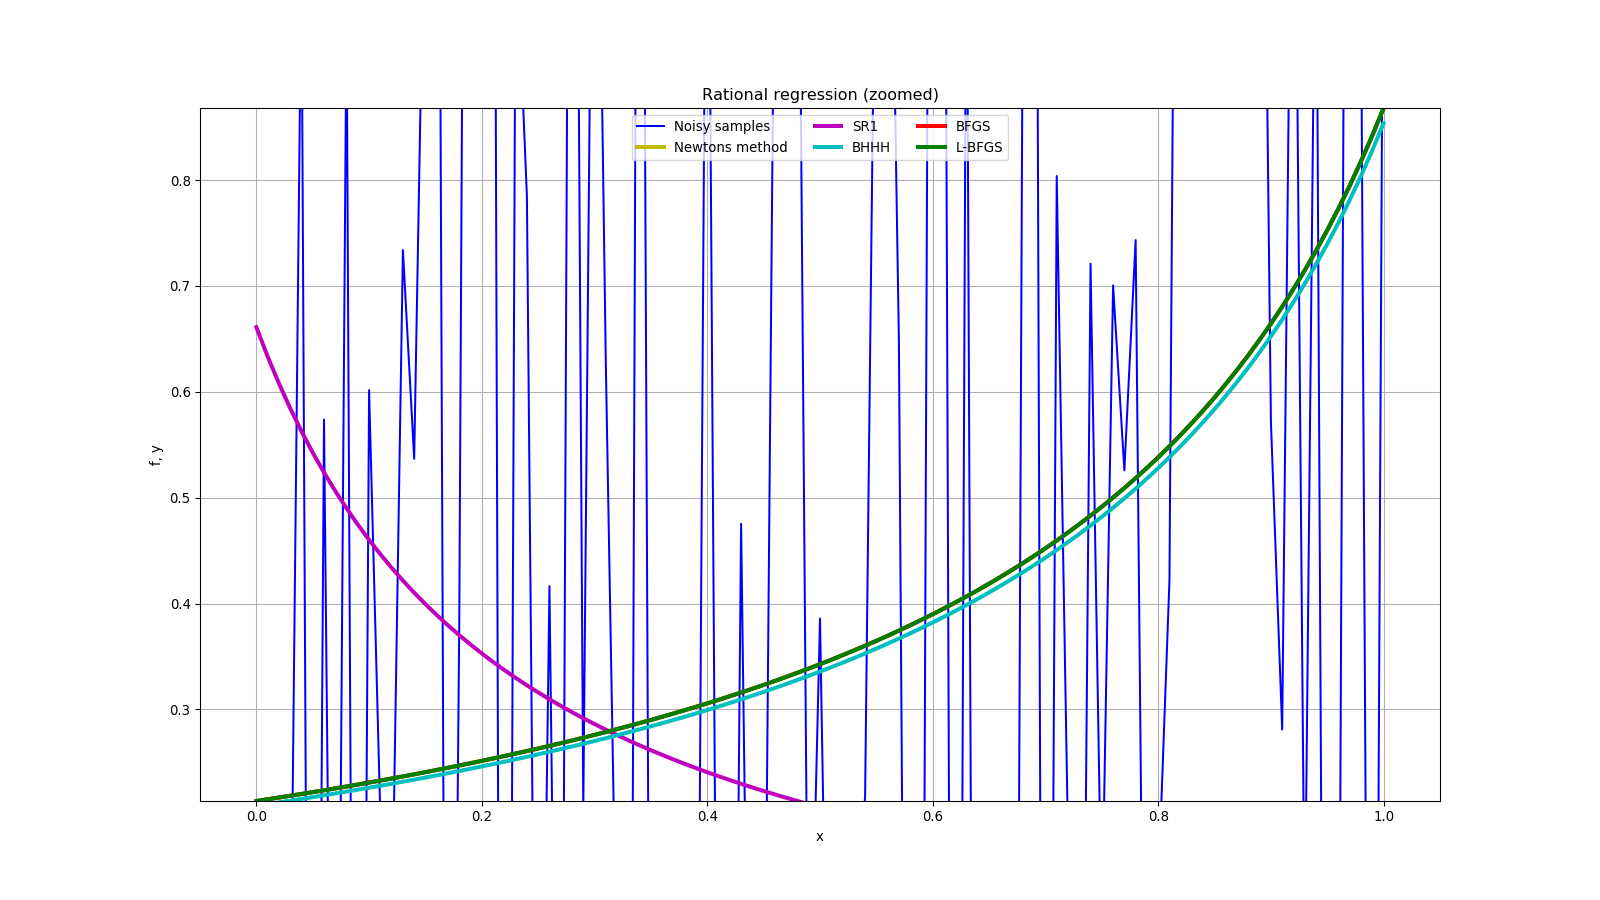 Rational regression (zoomed)
Noisy samples SR1 BFGS
Newtons method BHHH L-BFGS
0.8
0.7
0.6
0.5
0.4
0.3
f, y
0.0 0.2 0.4 0.6 0.8 1.0
x